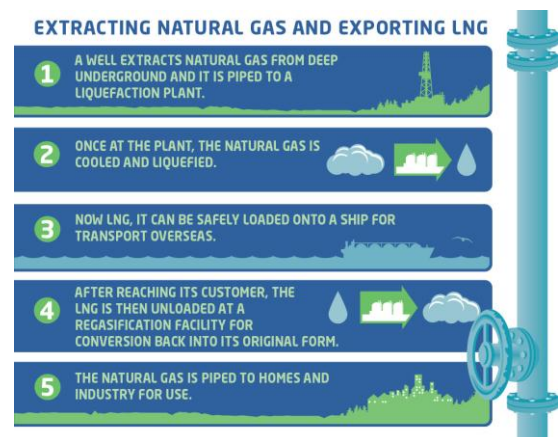 EXTRACTING NATURAL GAS AND EXPORTING LNG
1
A WELL EXTRACTS NATURAL GAS FROM DEEP
UNDERGROUND AND IT IS PIPED TO A
LIQUEFACTION PLANT.
2
ONCE AT THE PLANT, THE NATURAL GAS IS
COOLED AND LIQUEFIED.
3
NOW LNG, IT CAN BE SAFELY LOADED ONTO A SHIP FOR
TRANSPORT OVERSEAS.
4
AFTER REACHING ITS CUSTOMER, THE
LNG IS THEN UNLOADED AT A
REGASIFICATION FACILITY FOR
CONVERSION BACK INTO ITS ORIGINAL FORM.
5
THE NATURAL GAS IS PIPED TO HOMES AND
INDUSTRY FOR USE.